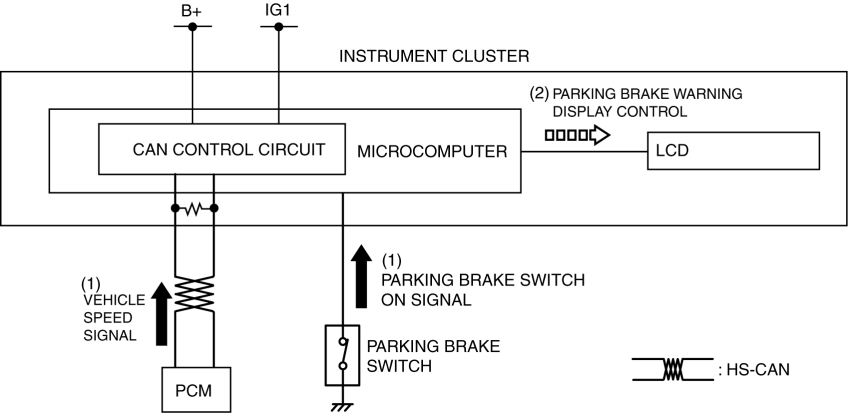 B+
IG1
INSTRUMENT CLUSTER
(2) PARKING BRAKE WARNING
DISPLAY CONTROL
CAN CONTROL CIRCUIT
MICROCOMPUTER
LCD
(1)
VEHICLE
SPEED
SIGNAL
(1)
PARKING BRAKE SWITCH
ON SIGNAL
PARKING BRAKE
SWITCH
PCM
: HS-CAN